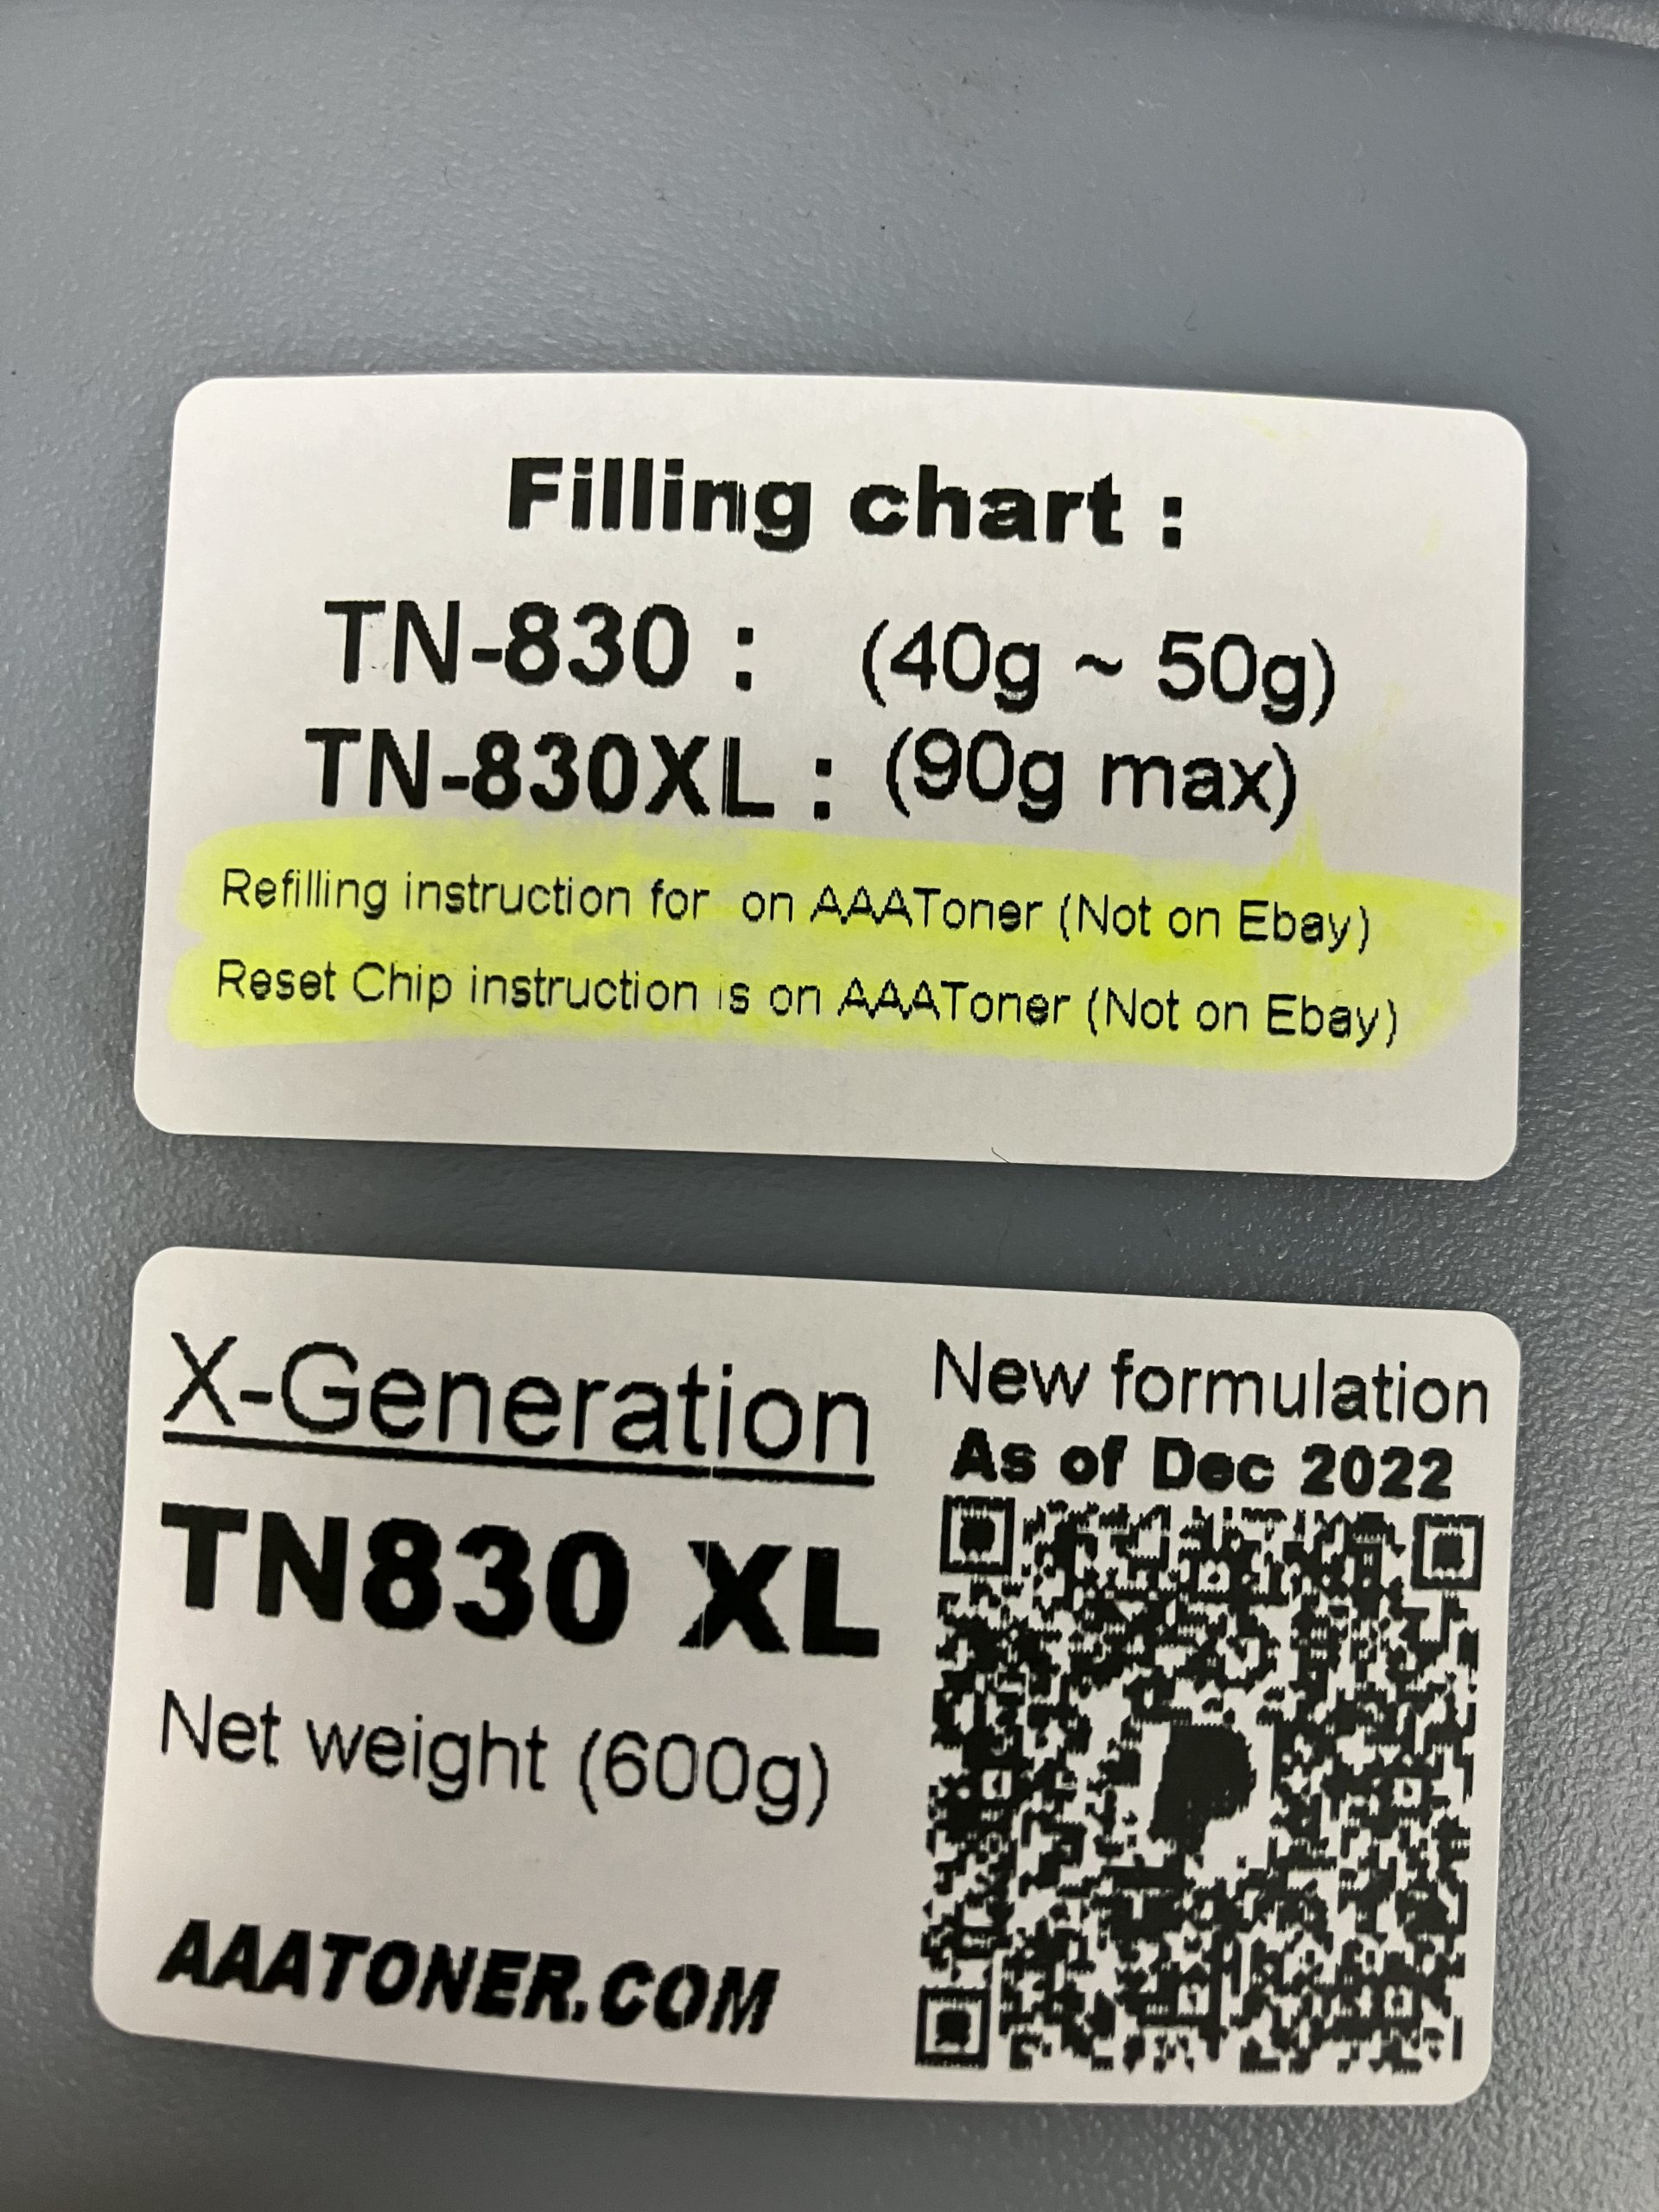 Filling chart :
TN-830 : (40g ~ 50g)
TN-830XL : (90g max)
Refilling instruction for on AAAToner (Not on Ebay)
Reset Chip instruction is on AAAToner (Not on Ebay)
X-Generation
TN830 XL
Net weight (600g)
AAATONER.COM
New formulation
As of Dec 2022
P